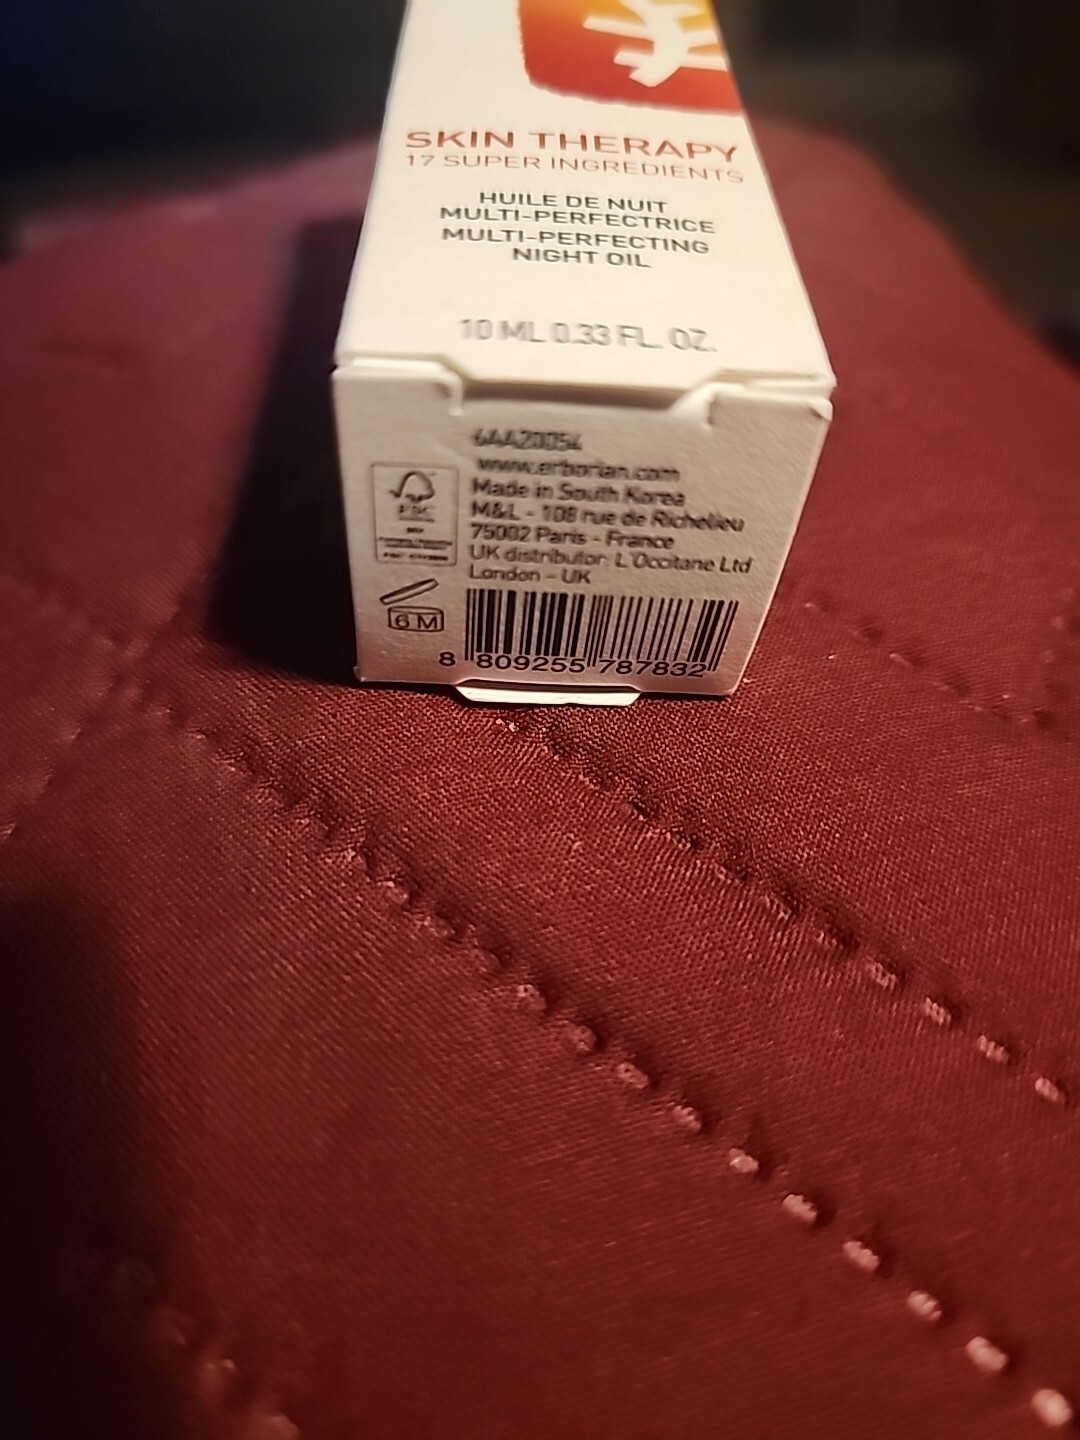 SKIN THERAPY
17 SUPER INGREDIENTS
HUILE DE NUIT
MULTI-PERFECTRICE
MULTI-PERFECTING
NIGHT OIL
10 ML 0.33 FL. OZ.
6AA20054
www.erborian.com
Made in South Korea
M&L - 108 rue de Richelieu
75002 Paris - France
UK distributor: L'Occitane Ltd
London - UK
FSC
6 M
8 809255 787832